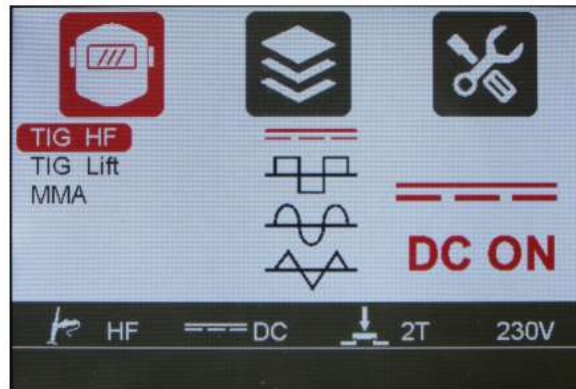 TIG HF
TIG Lift
MMA
DC ON
HF DC 2T 230V